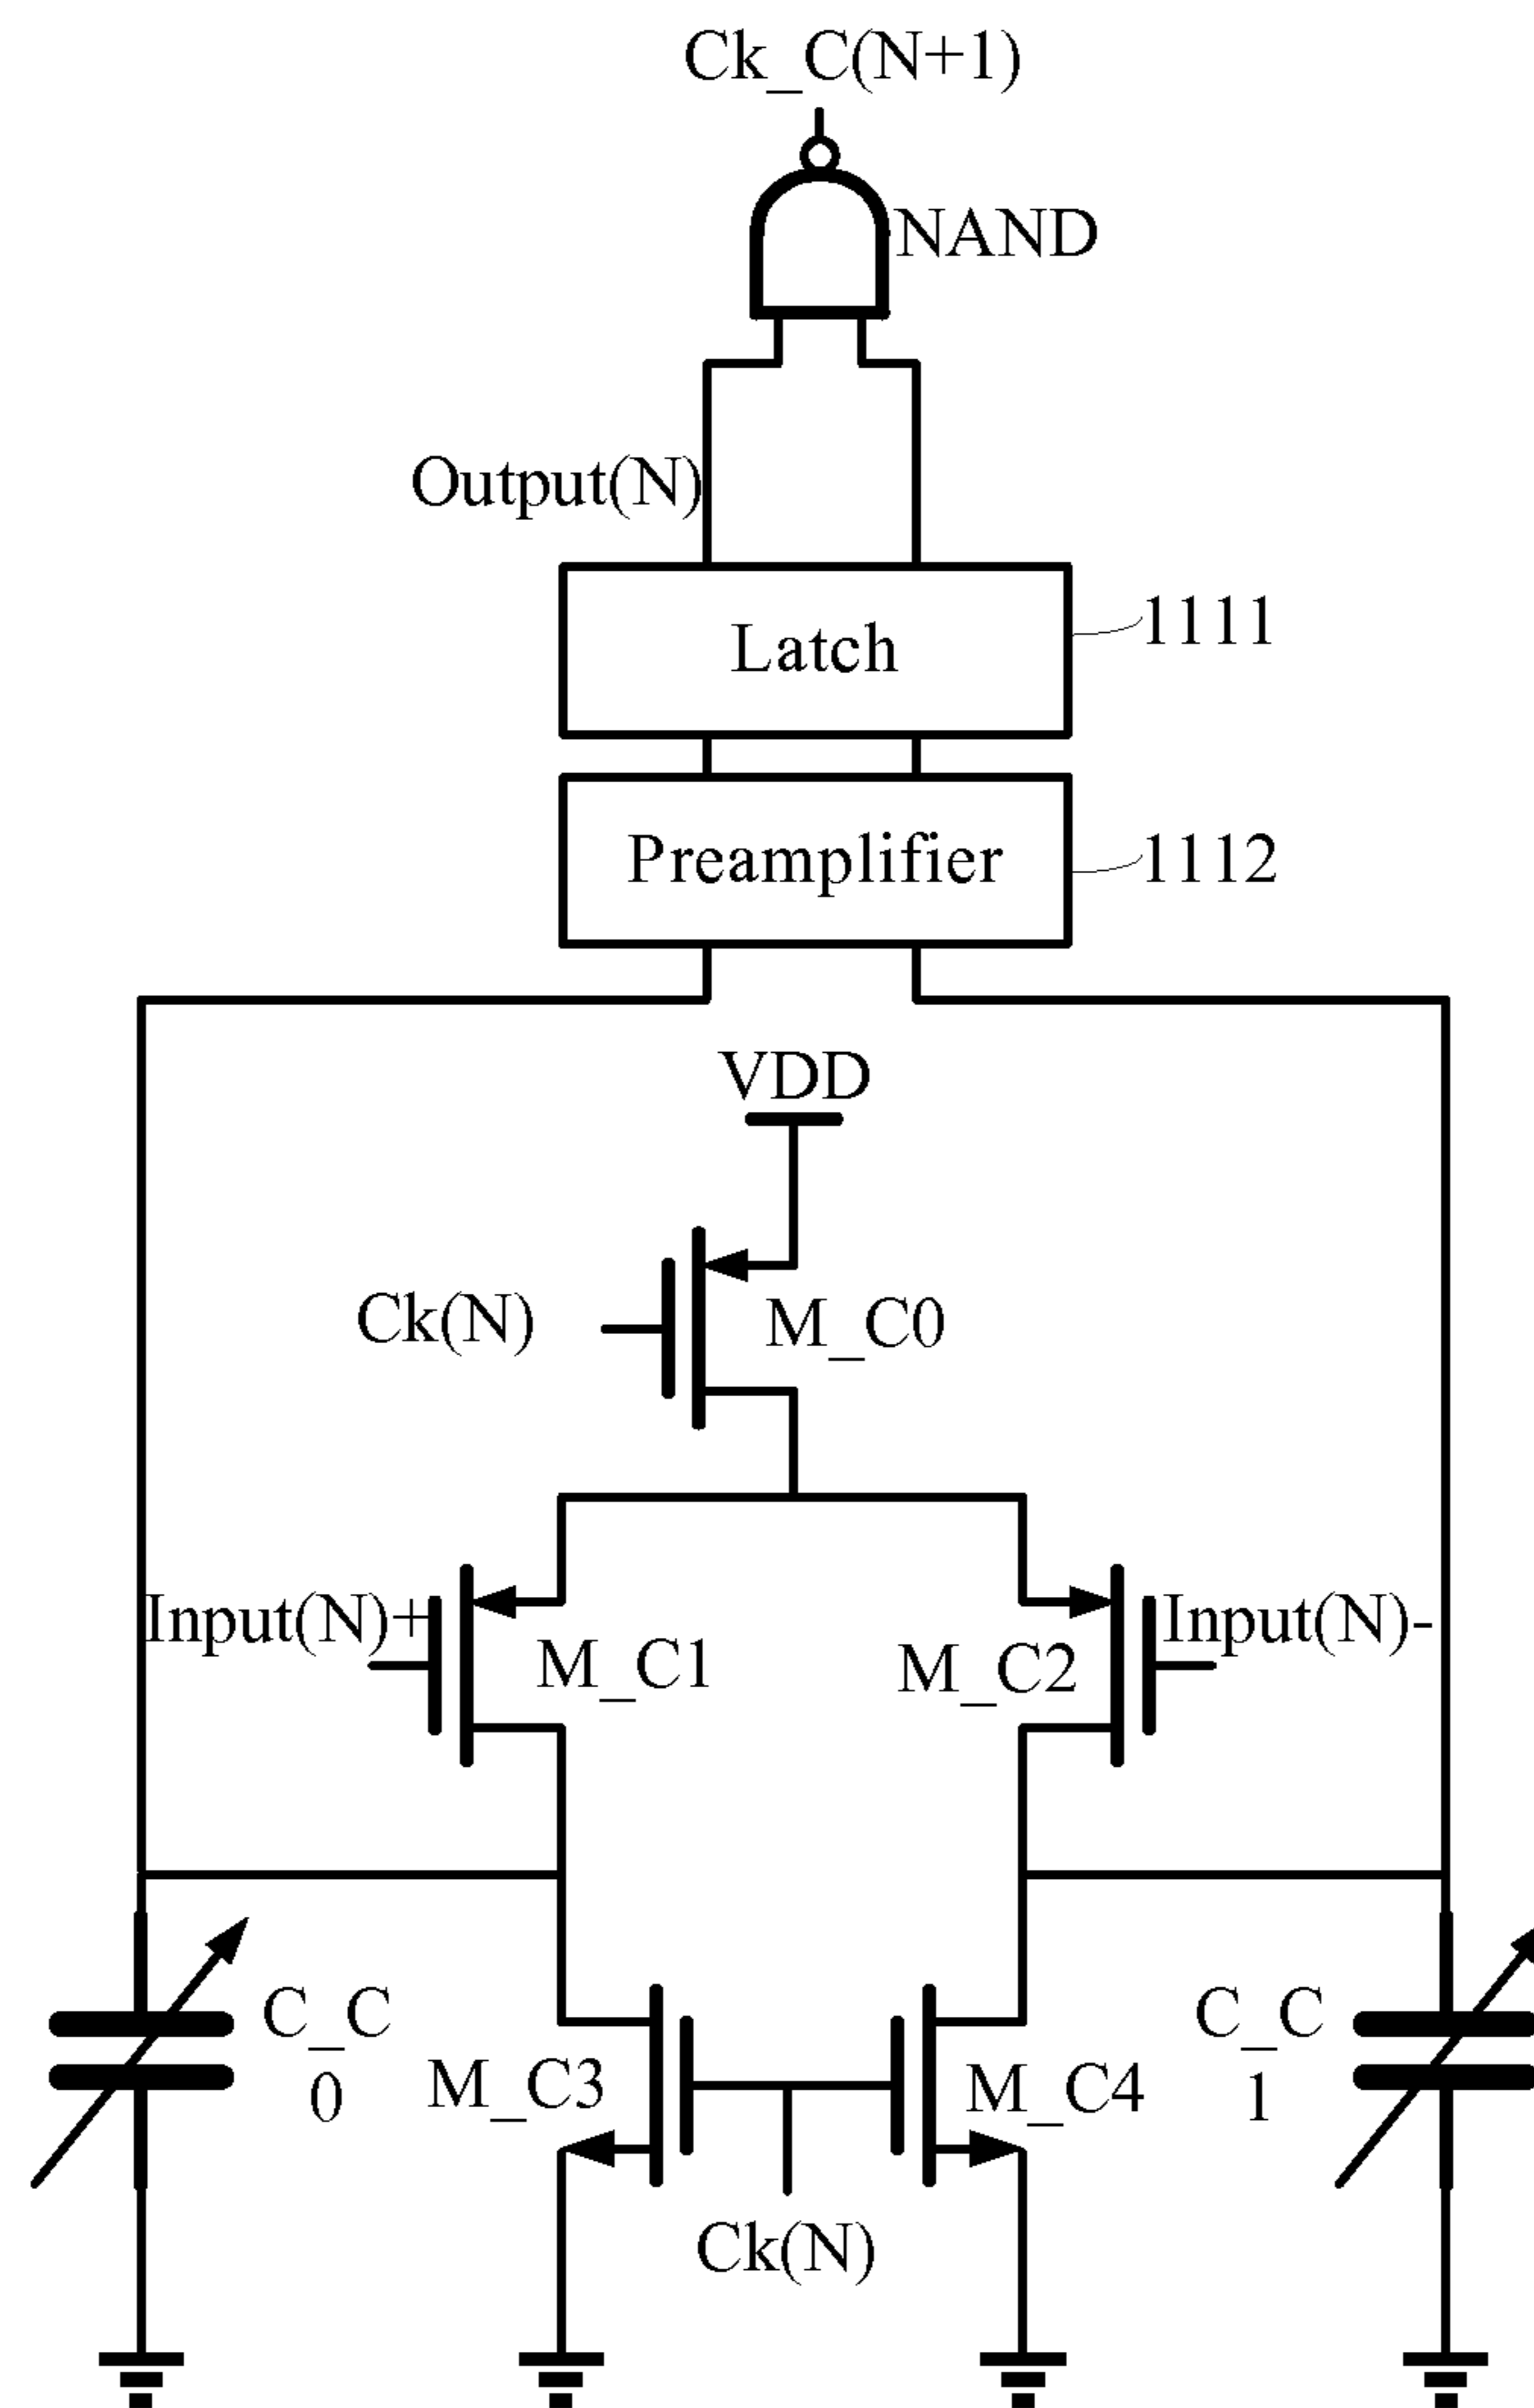 Ck_C(N+1)
NAND
Output(N)
Latch
1111
Preamplifier
1112
VDD
Ck(N)
M_C0
Input(N)+
M_C1
M_C2
Input(N)-
C_C
0
M_C3
M_C4
C_C
1
Ck(N)